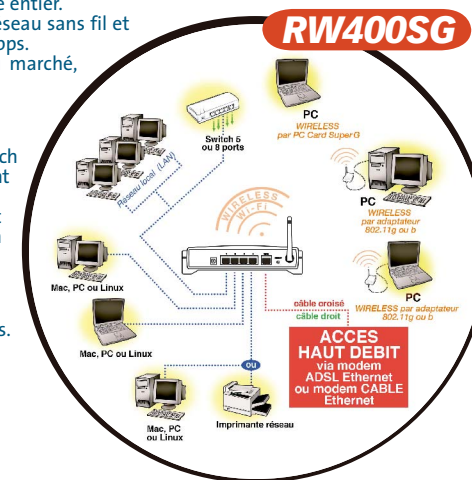 e entier.
éseau sans fil et
ops.
marché,
ch
nt
t
n
s.
RW400SG
PC
WIRELESS
par PC Card SuperG
Switch 5
ou 8 ports
Réseau local (LAN)
WIRELESS
Wi-Fi
PC
WIRELESS
par adaptateur
802.11g ou b
PC
WIRELESS par adaptateur
802.11g ou b
Mac, PC ou Linux
Mac, PC ou Linux
câble croisé
câble droit
ACCES
HAUT DEBIT
via modem
ADSL Ethernet
ou modem CABLE
Ethernet
ou
Mac, PC
ou Linux
Imprimante réseau